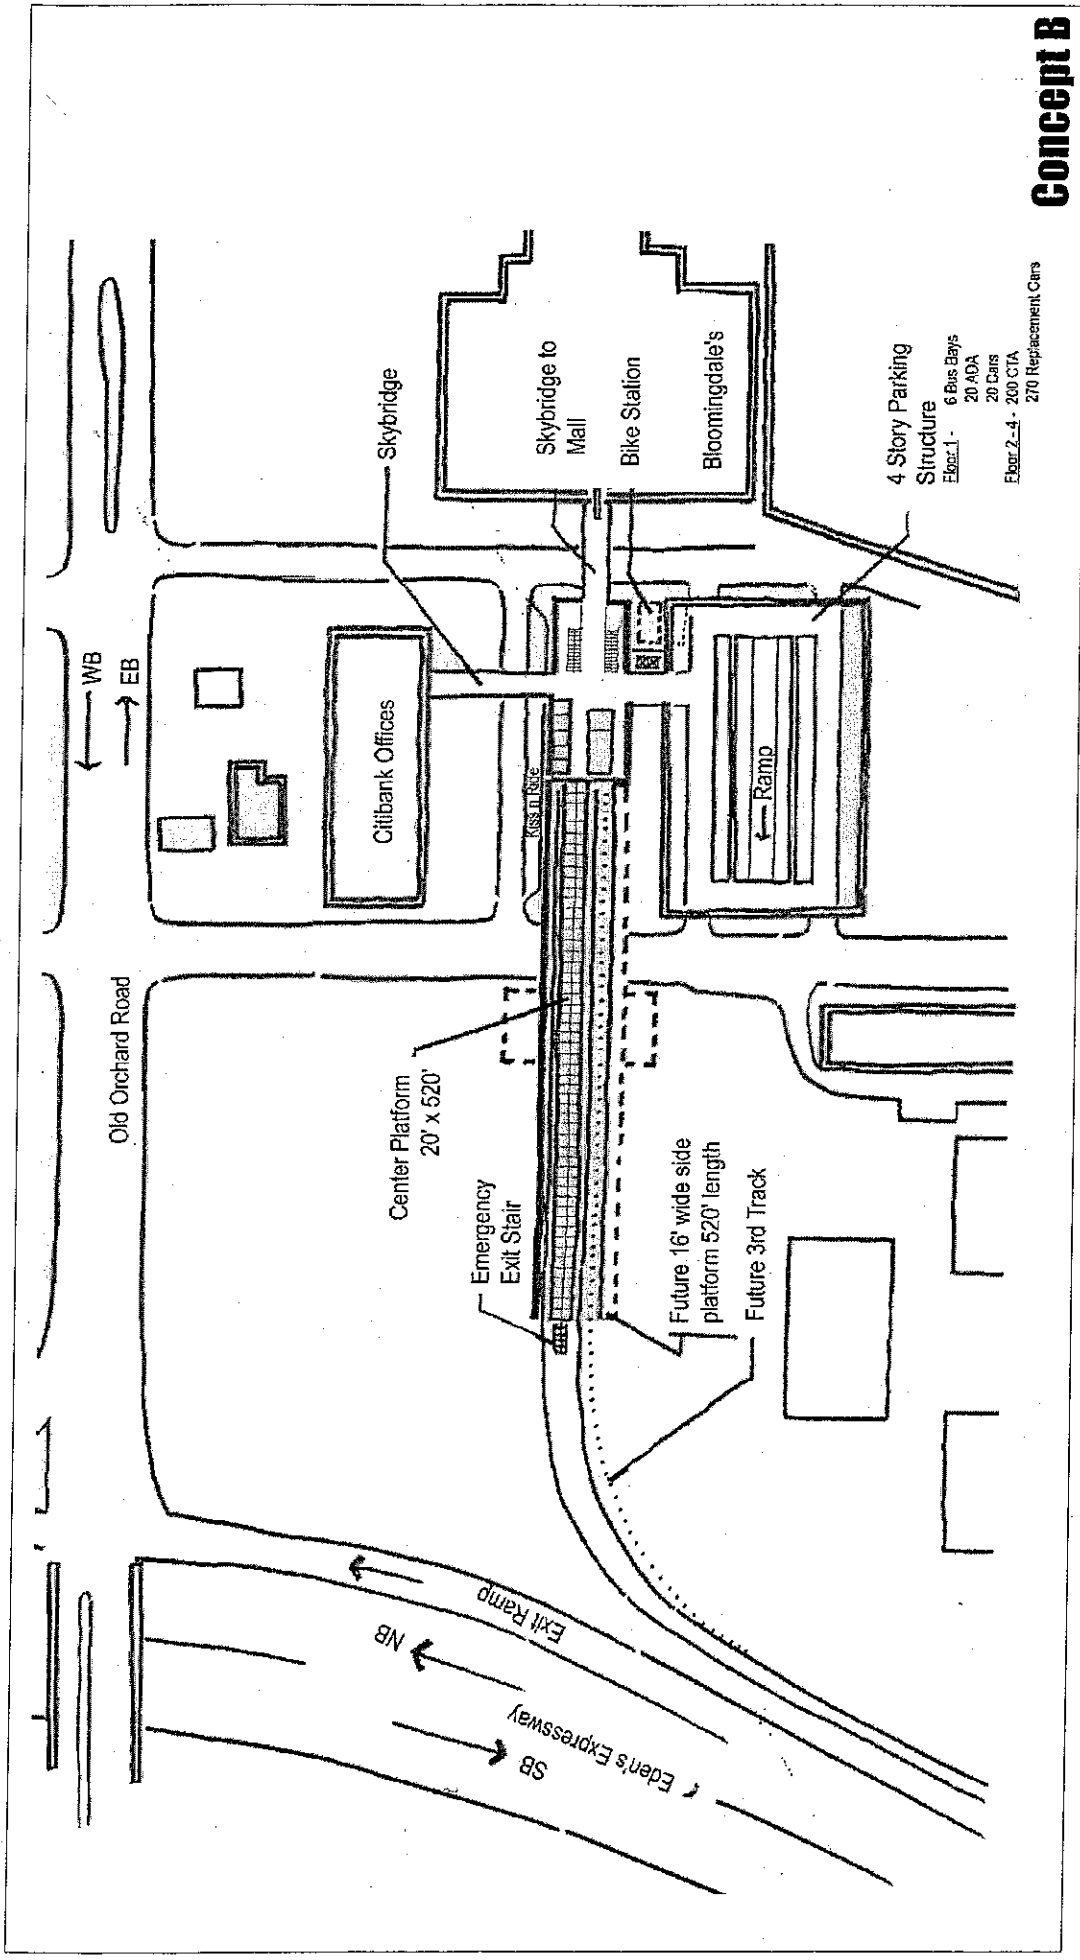 Old Orchard Road
WB
EB
Citibank Offices
Skybridge
Kiss n Ride
Skybridge to
Mall
Bike Station
Bloomingdale's
Center Platform
20' x 520'
Emergency
Exit Stair
Future 16' wide side
platform 520' length
Future 3rd Track
Ramp
4 Story Parking
Structure
Floor 1 - 6 Bus Bays
20 ADA
20 Cars
Floor 2-4 - 200 CTA
270 Replacement Cars
Exit Ramp
NB
SB
Eden's Expressway
Concept B